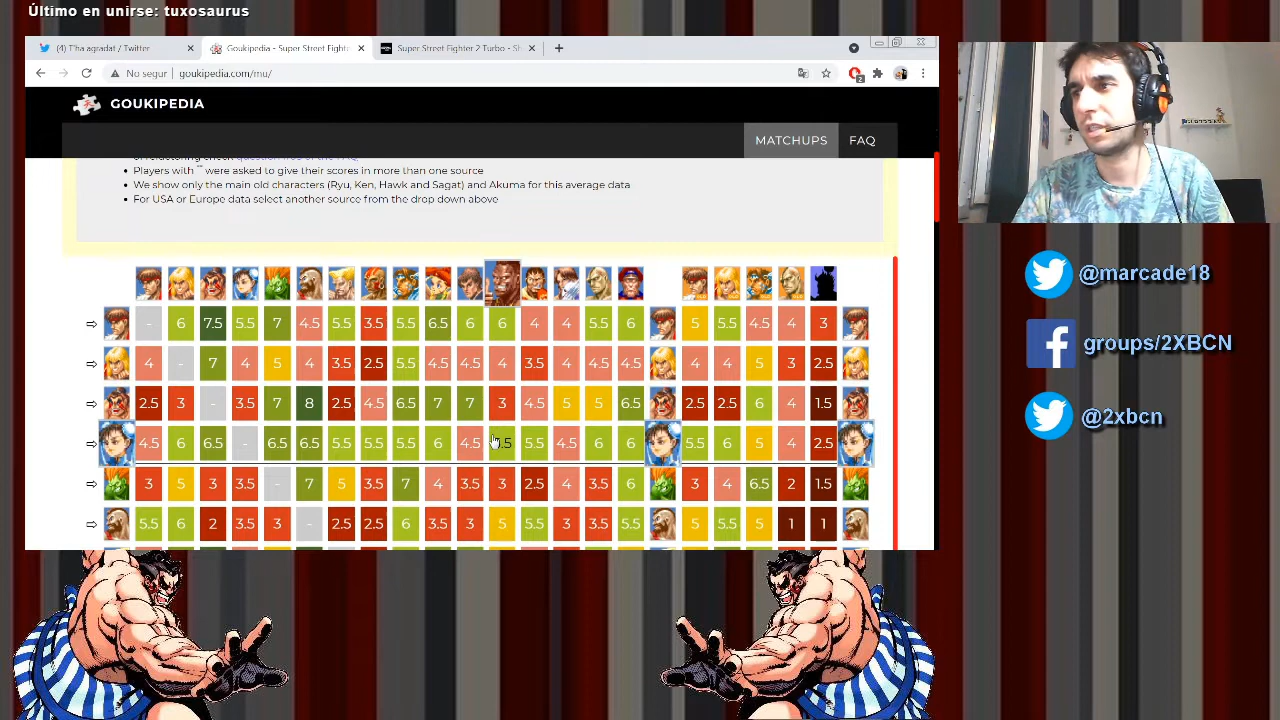 Último en unirse: tuxosaurus
(4) T'ha agradat / Twitter
Goukipedia - Super Street Fight
Super Street Fighter 2 Turbo - Sh
No segur goukipedia.com/mu/
2
GOUKIPEDIA
MATCHUPS FAQ
Players with "" were asked to give their scores in more than one source
We show only the main old characters (Ryu, Ken, Hawk and Sagat) and Akuma for this average data
For USA or Europe data select another source from the drop down above
- 6 7.5 5.5 7 4.5 5.5 3.5 5.5 6.5 6 6 4 4 5.5 6 5 5.5 4.5 4 3
4 - 7 4 5 4 3.5 2.5 5.5 4.5 4.5 4 3.5 4 4.5 4.5 4 4 5 3 2.5
2.5 3 - 3.5 7 8 2.5 4.5 6.5 7 7 3 4.5 5 5 6.5 2.5 2.5 6 4 1.5
4.5 6 6.5 - 6.5 6.5 5.5 5.5 5.5 6 4.5 .5 5.5 4.5 6 6 5.5 6 5 4 2.5
3 5 3 3.5 - 7 5 3.5 7 4 3.5 3 2.5 4 3.5 6 3 4 6.5 2 1.5
5.5 6 2 3.5 3 - 2.5 2.5 6 3.5 3 5 5.5 3 3.5 5.5 5 5.5 5 1 1
@marcade18
groups/2XBCN
@2xbcn